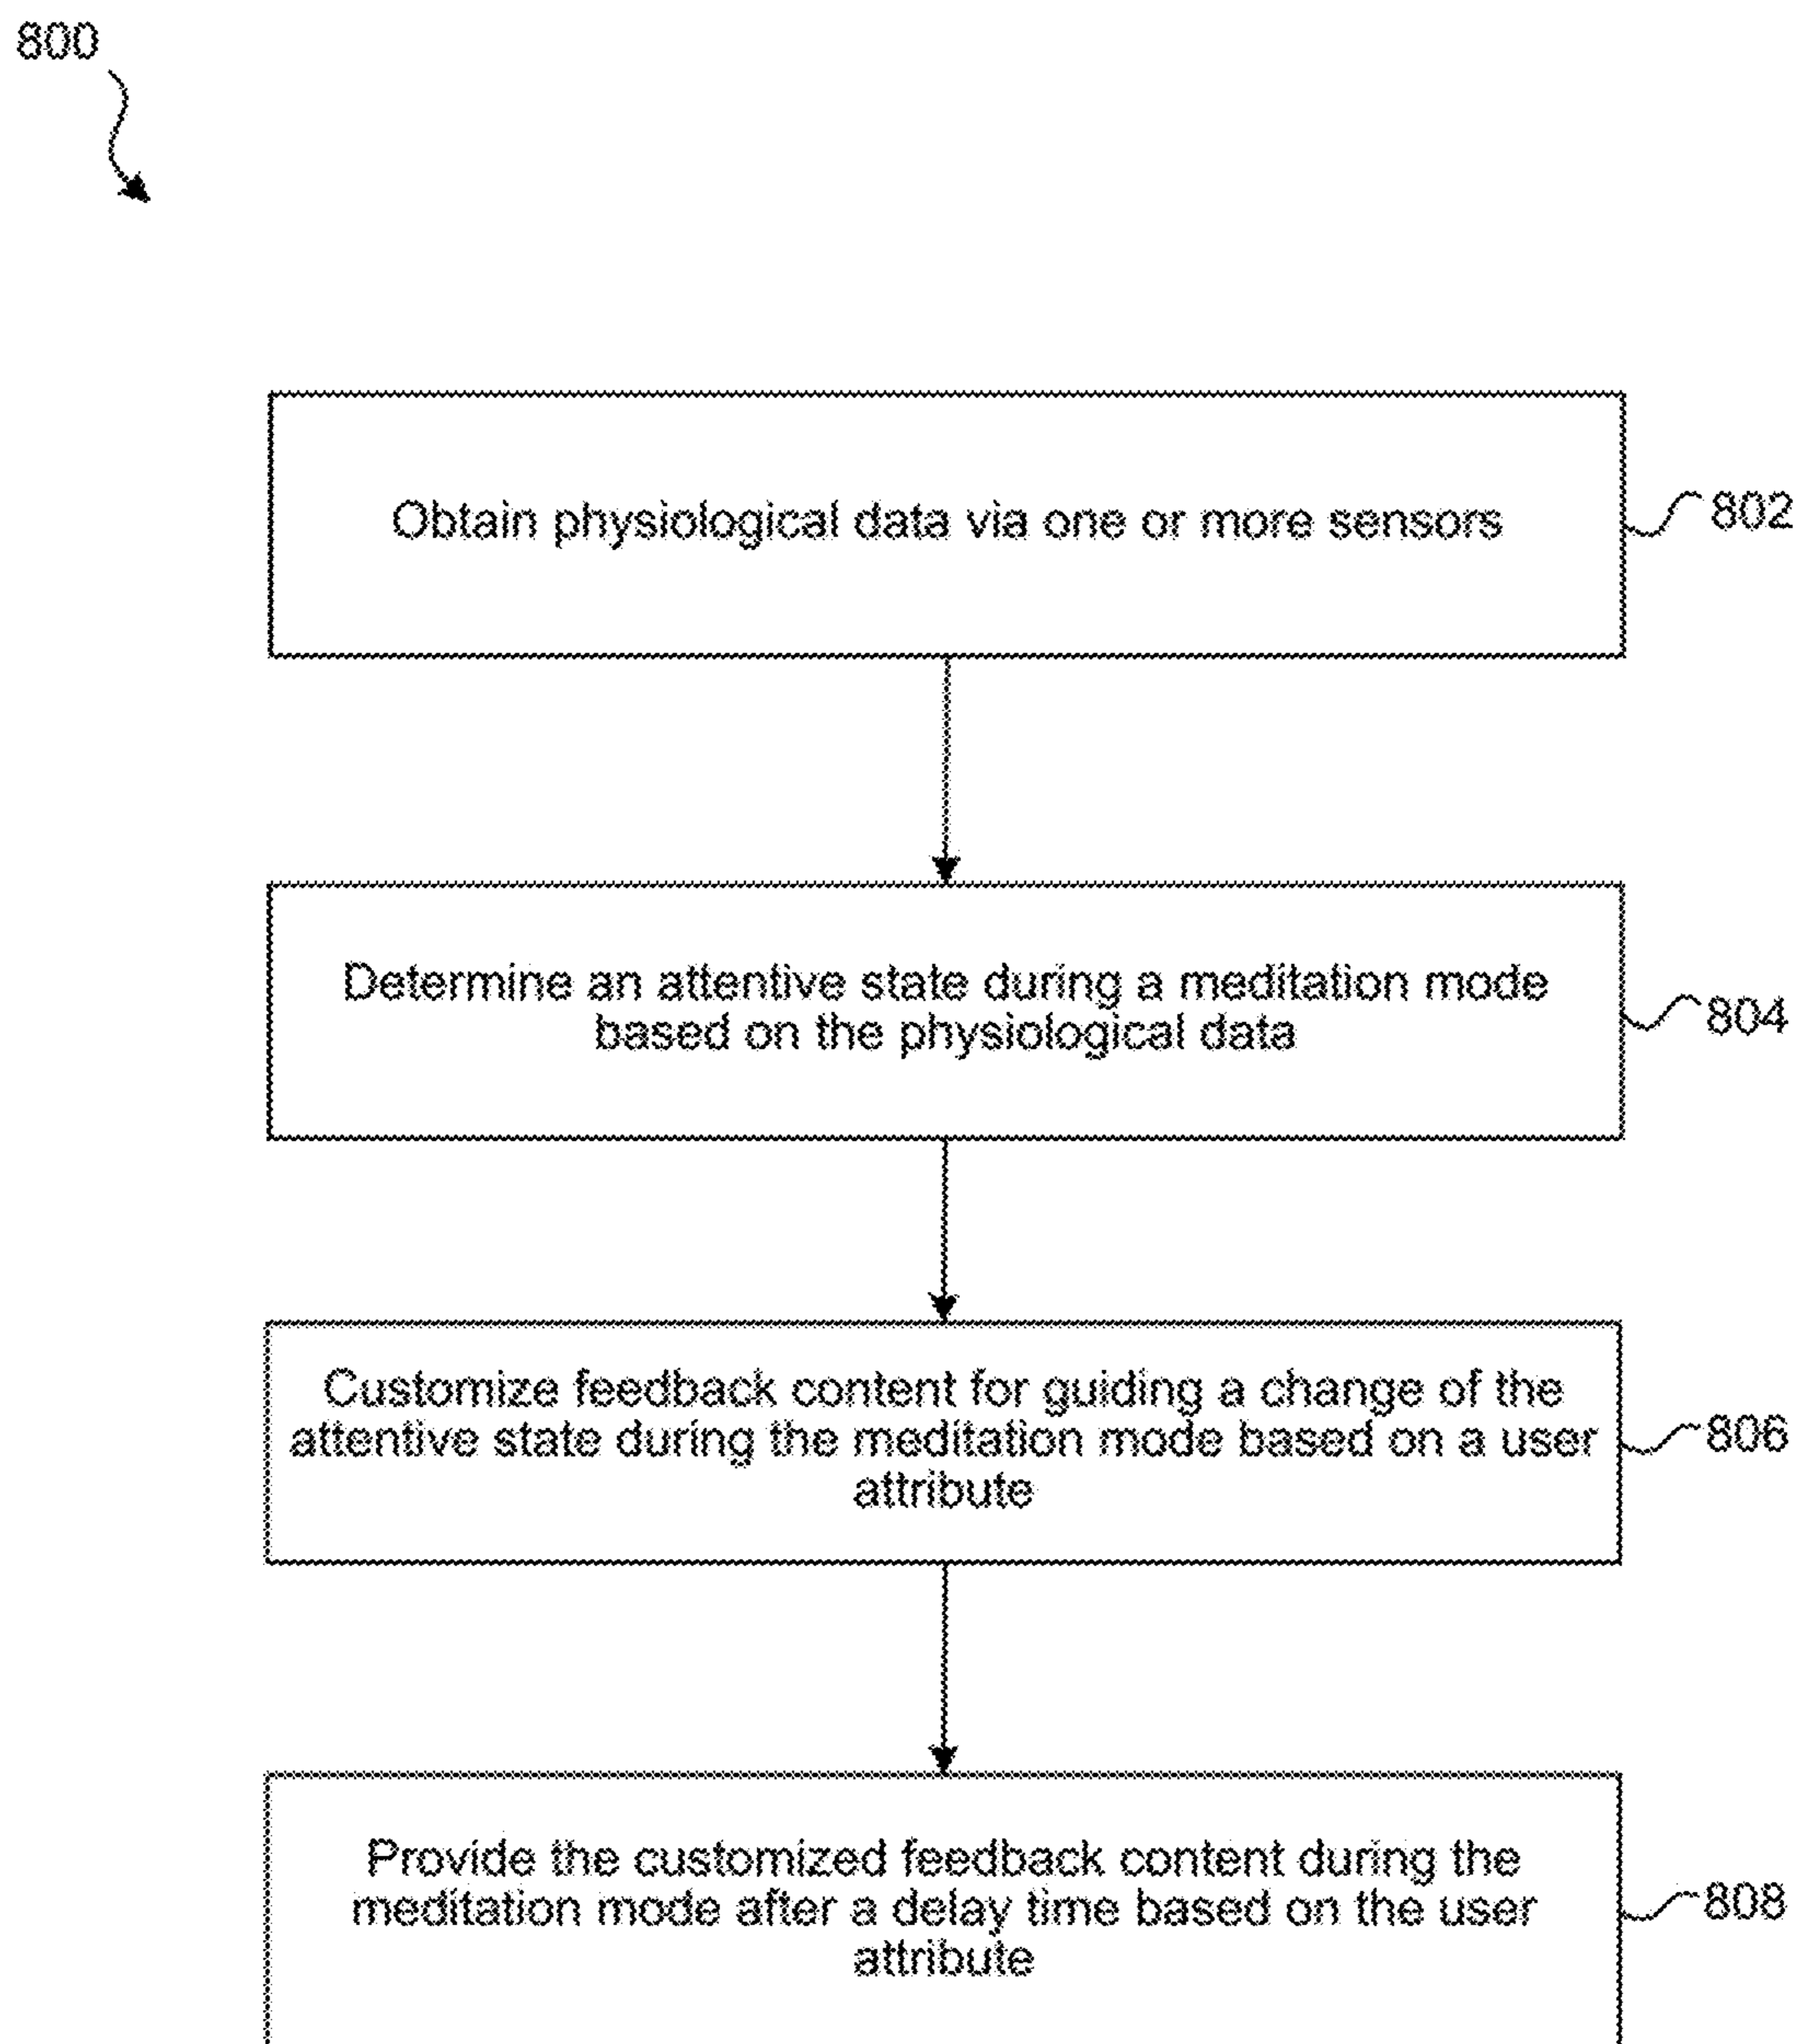 800
Obtain physiological data via one or more sensors
802
Determine an attentive state during a meditation mode
based on the physiological data
804
Customize feedback content for guiding a change of the
attentive state during the meditation mode based on a user
attribute
806
Provide the customized feedback content during the
meditation mode after a delay time based on the user
attribute
808